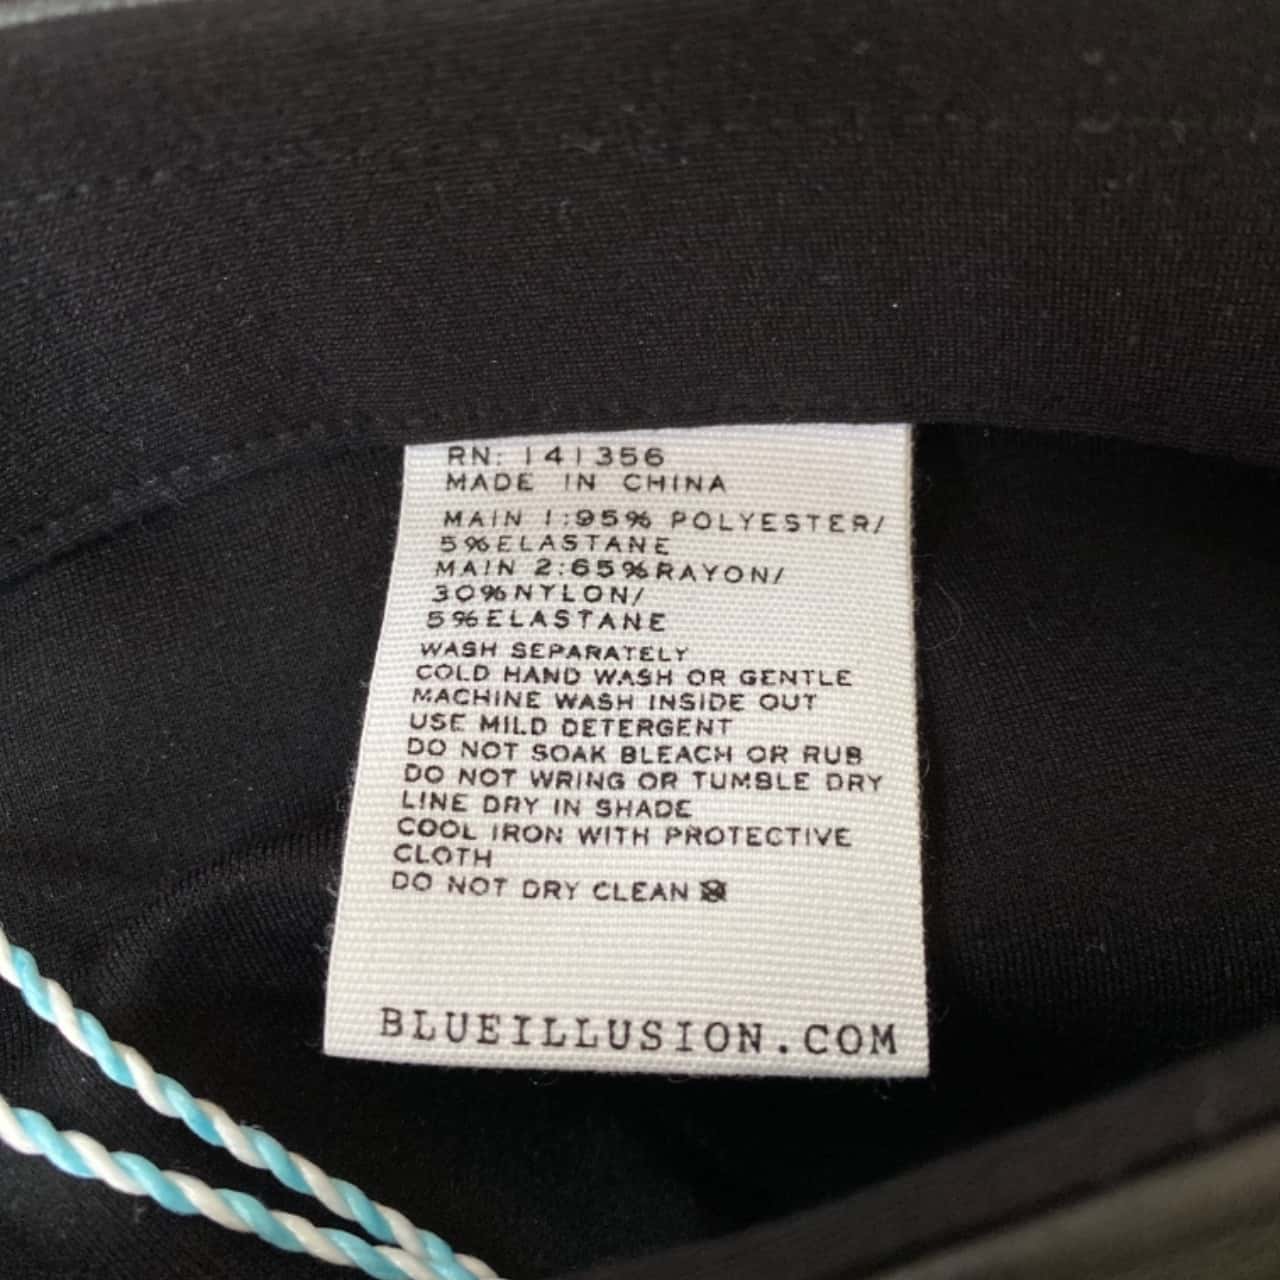 RN: 141356
MADE IN CHINA
MAIN 1:95% POLYESTER/
5%ELASTANE
MAIN 2:65%RAYON/
30%NYLON/
5%ELASTANE
WASH SEPARATELY
COLD HAND WASH OR GENTLE
MACHINE WASH INSIDE OUT
USE MILD DETERGENT
DO NOT SOAK BLEACH OR RUB
DO NOT WRING OR TUMBLE DRY
LINE DRY IN SHADE
COOL IRON WITH PROTECTIVE
CLOTH
DO NOT DRY CLEAN
BLUEILLUSION.COM